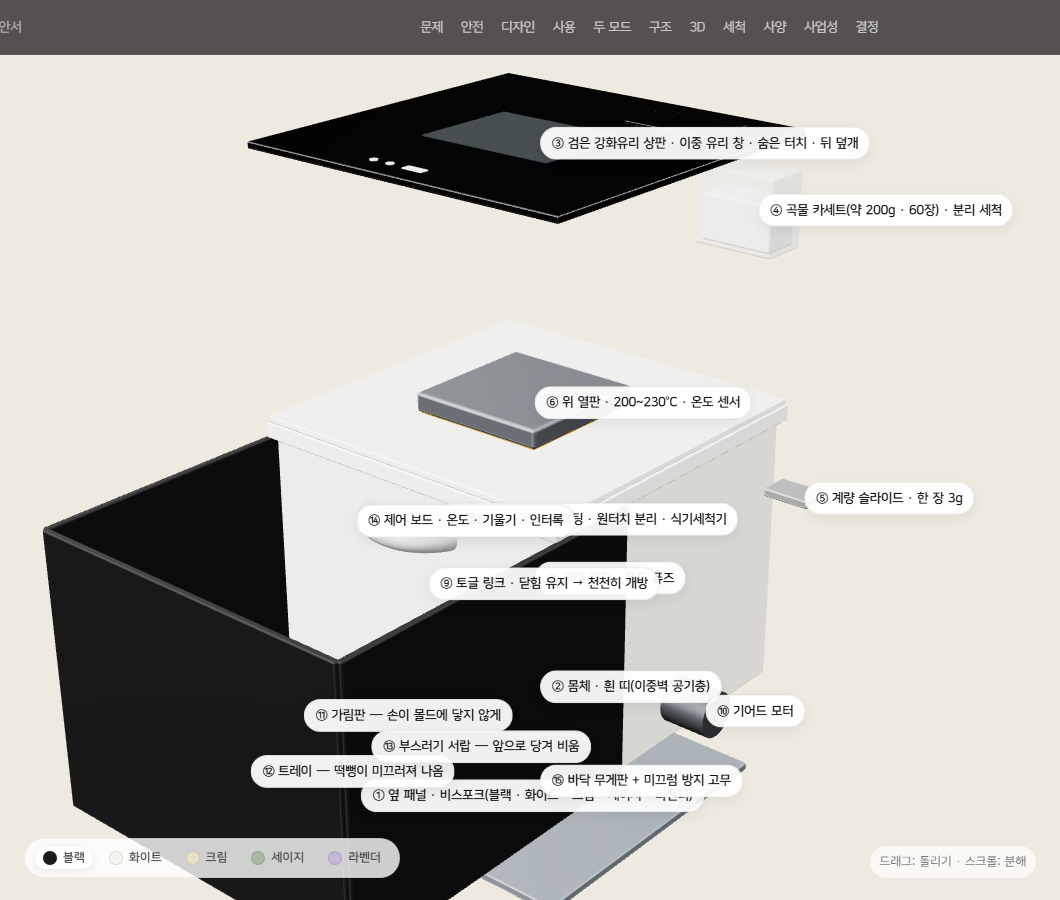 안서
문제 안전 디자인 사용 두 모드 구조 3D 세척 사양 사업성 결정
③ 검은 강화유리 상판 · 이중 유리 창 · 숨은 터치 · 뒤 덮개
④ 곡물 카세트(약 200g · 60장) · 분리 세척
⑥ 위 열판 · 200~230℃ · 온도 센서
⑤ 계량 슬라이드 · 한 장 3g
⑭ 제어 보드 · 온도 · 기울기 · 인터록
팅 · 원터치 분리 · 식기세척기
⑨ 토글 링크 · 닫힘 유지 → 천천히 개방
퓨즈
② 몸체 · 흰 띠(이중벽 공기층)
⑩ 기어드 모터
⑪ 가림판 — 손이 몰드에 닿지 않게
⑬ 부스러기 서랍 — 앞으로 당겨 비움
⑫ 트레이 — 떡뻥이 미끄러져 나옴
⑮ 바닥 무게판 + 미끄럼 방지 고무
① 옆 패널 · 비스포크(블랙 · 화이트 · 크림 · 세이지 · 라벤더)
블랙 화이트 크림 세이지 라벤더
드래그: 돌리기 · 스크롤: 분해